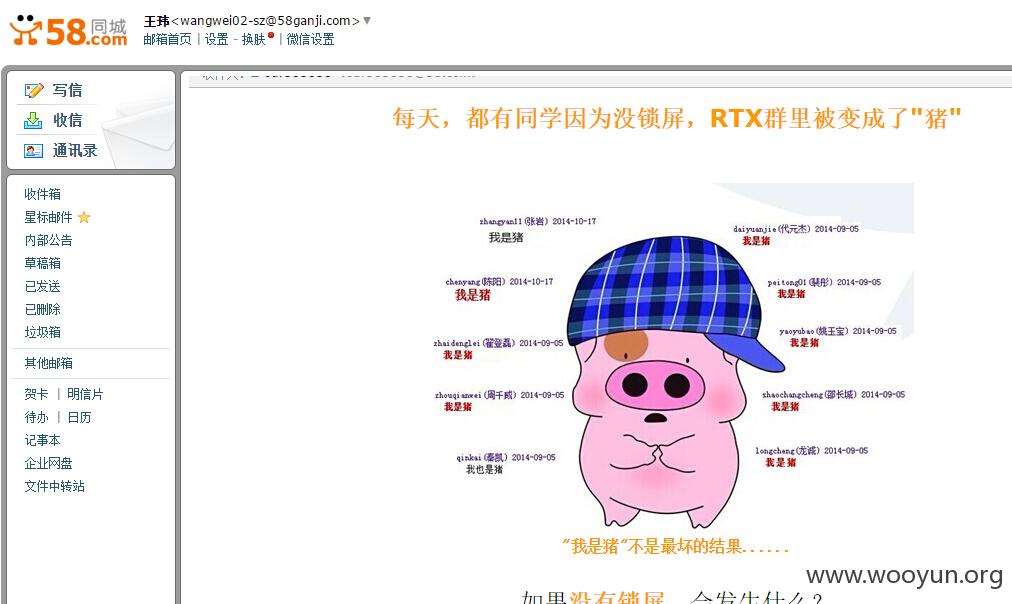 58同城
.com
王玮<wangwei02-sz@58ganji.com>
邮箱首页 | 设置 - 换肤 | 微信设置
写信
收信
通讯录
收件箱
星标邮件
内部公告
草稿箱
已发送
已删除
垃圾箱
其他邮箱
贺卡 | 明信片
待办 | 日历
记事本
企业网盘
文件中转站
每天，都有同学因为没锁屏，RTX群里被变成了"猪"
zhangyan11(张岩) 2014-10-17
我是猪
daiyuanjie(代元杰) 2014-09-05
我是猪
chenyang(陈阳) 2014-10-17
我是猪
peitong01(裴彤) 2014-09-05
我是猪
zhaidenglei(翟登磊) 2014-09-05
我是猪
yaoyubao(姚玉宝) 2014-09-05
我是猪
zhouqianwei(周千威) 2014-09-05
我是猪
shaochangcheng(邵长城) 2014-09-05
我是猪
qinkai(秦凯) 2014-09-05
我也是猪
longcheng(龙诚) 2014-09-05
我是猪
"我是猪"不是最坏的结果......
如果没有锁屏，会发生什么？
www.wooyun.org